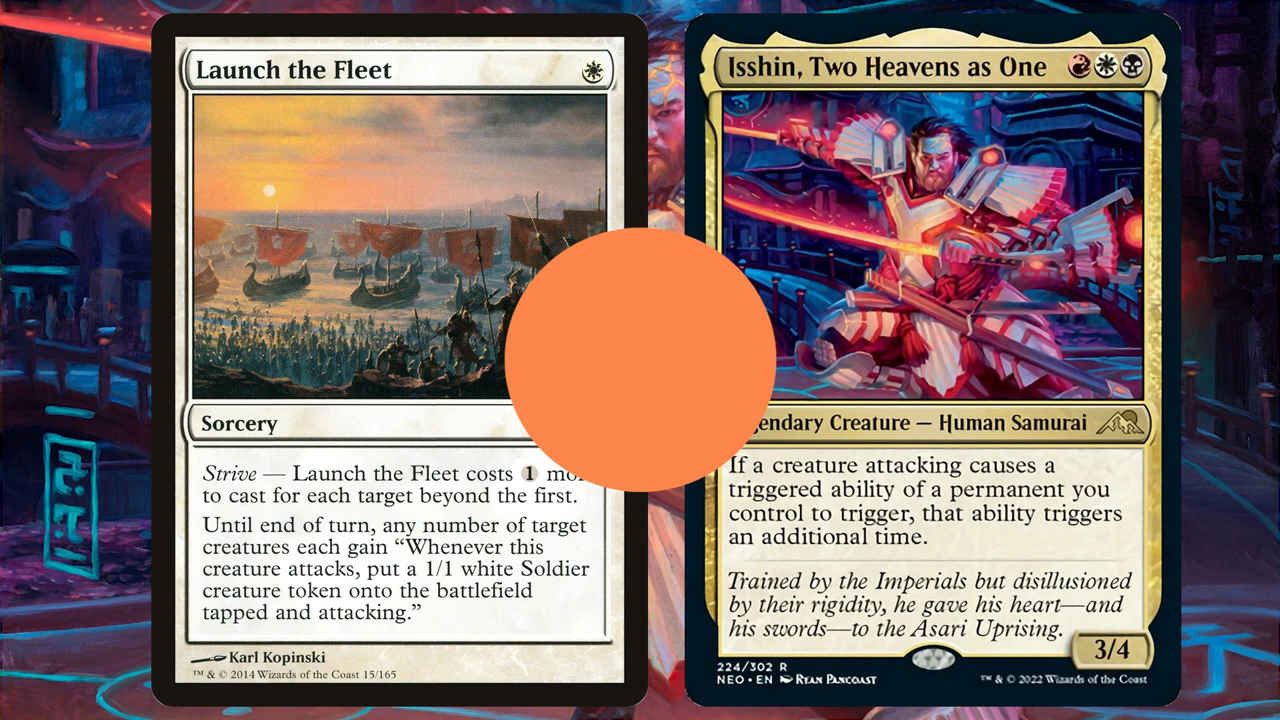 Launch the Fleet
Sorcery
Strive — Launch the Fleet costs 1
to cast for each target beyond the first.
Until end of turn, any number of target
creatures each gain “Whenever this
creature attacks, put a 1/1 white Soldier
creature token onto the battlefield
tapped and attacking.”
Karl Kopinski
™ & © 2014 Wizards of the Coast 15/165
Isshin, Two Heavens as One
Creature — Human Samurai
If a creature attacking causes a
triggered ability of a permanent you
control to trigger, that ability triggers
an additional time.
Trained by the Imperials but disillusioned
by their rigidity, he gave his heart—and
his swords—to the Asari Uprising.
3/4
224/302 R
NEO • EN Ryan Pancoast
™ & © 2022 Wizards of the Coast